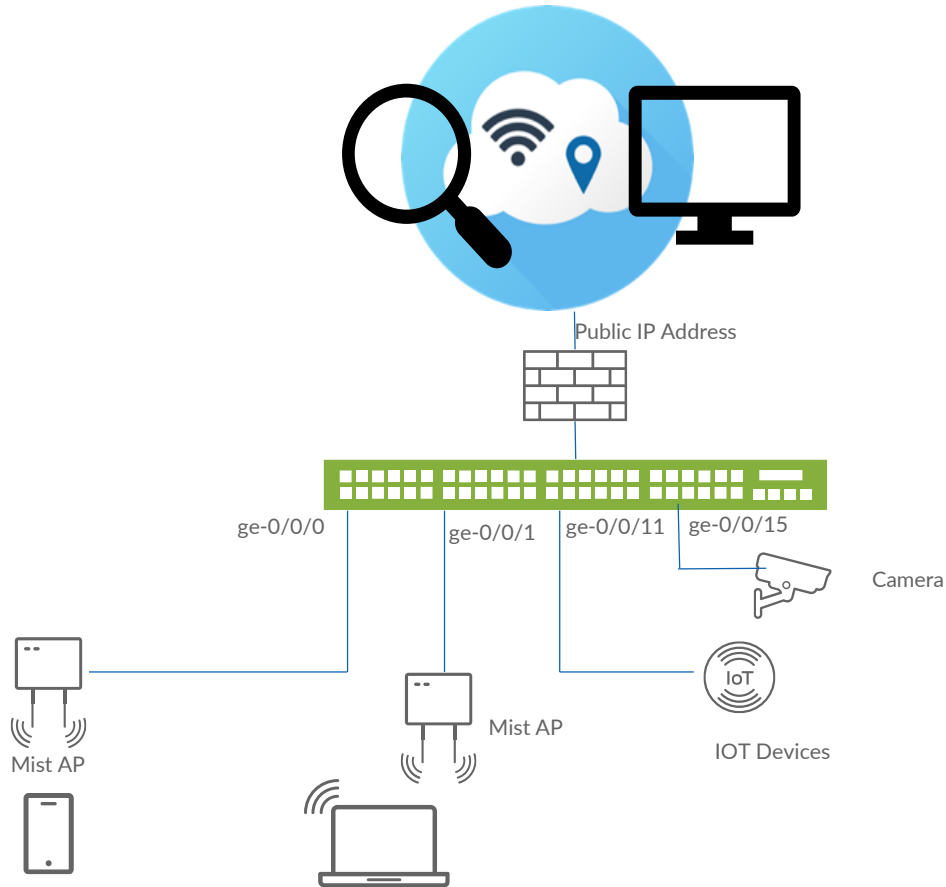 Public IP Address
ge-0/0/0
ge-0/0/1
ge-0/0/11
ge-0/0/15
Camera
IoT
Mist AP
IOT Devices
Mist AP